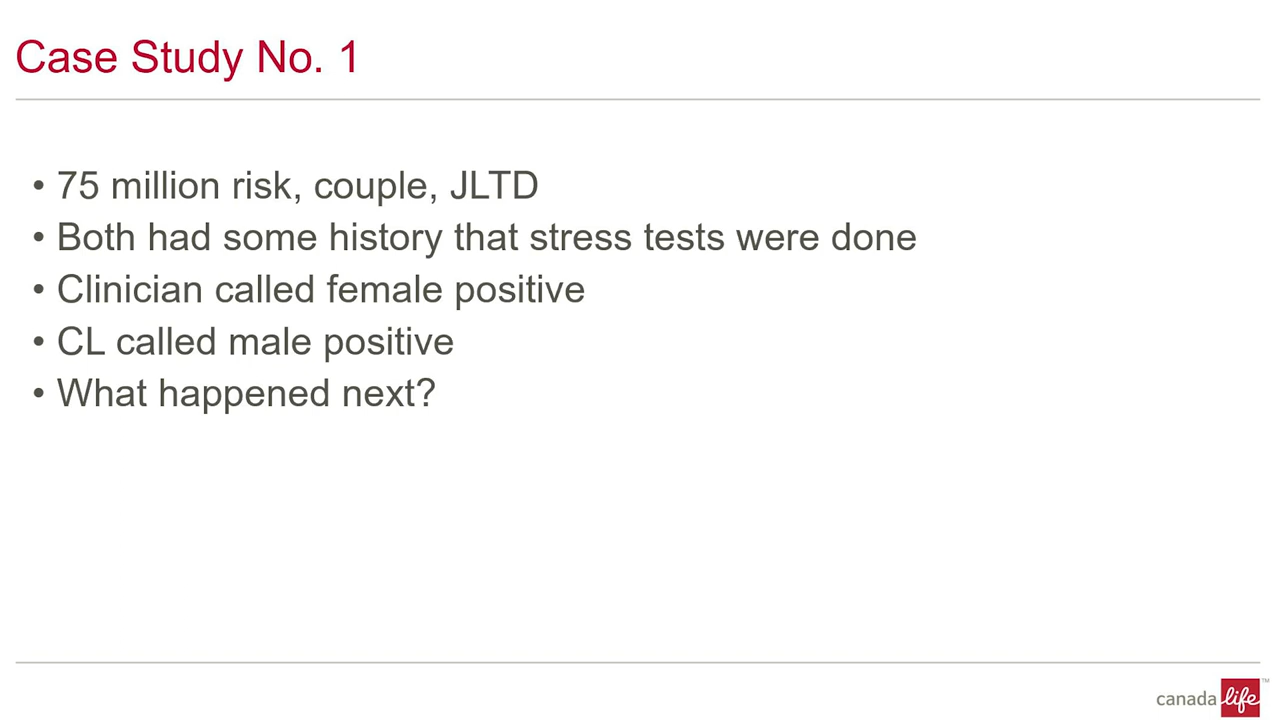 Case Study No. 1
• 75 million risk, couple, JLTD
• Both had some history that stress tests were done
• Clinician called female positive
• CL called male positive
• What happened next?
canada life™